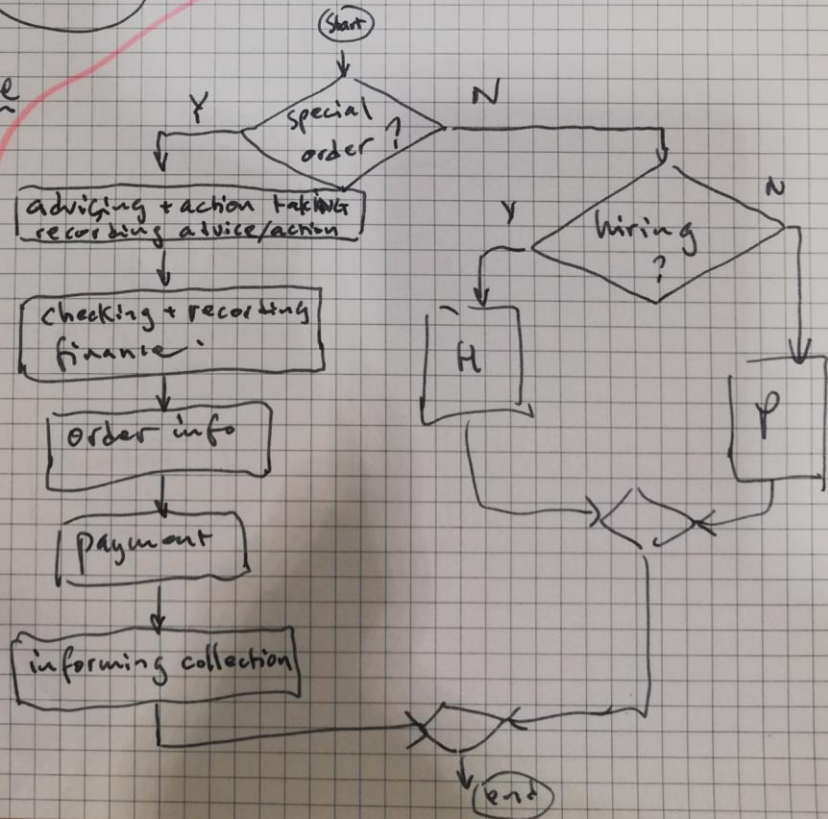 Start
special
order ?
Y
N
advising + action taking
recording advice/action
hiring
?
Y
N
checking + recording
finance
H
P
order info
payment
informing collection
end